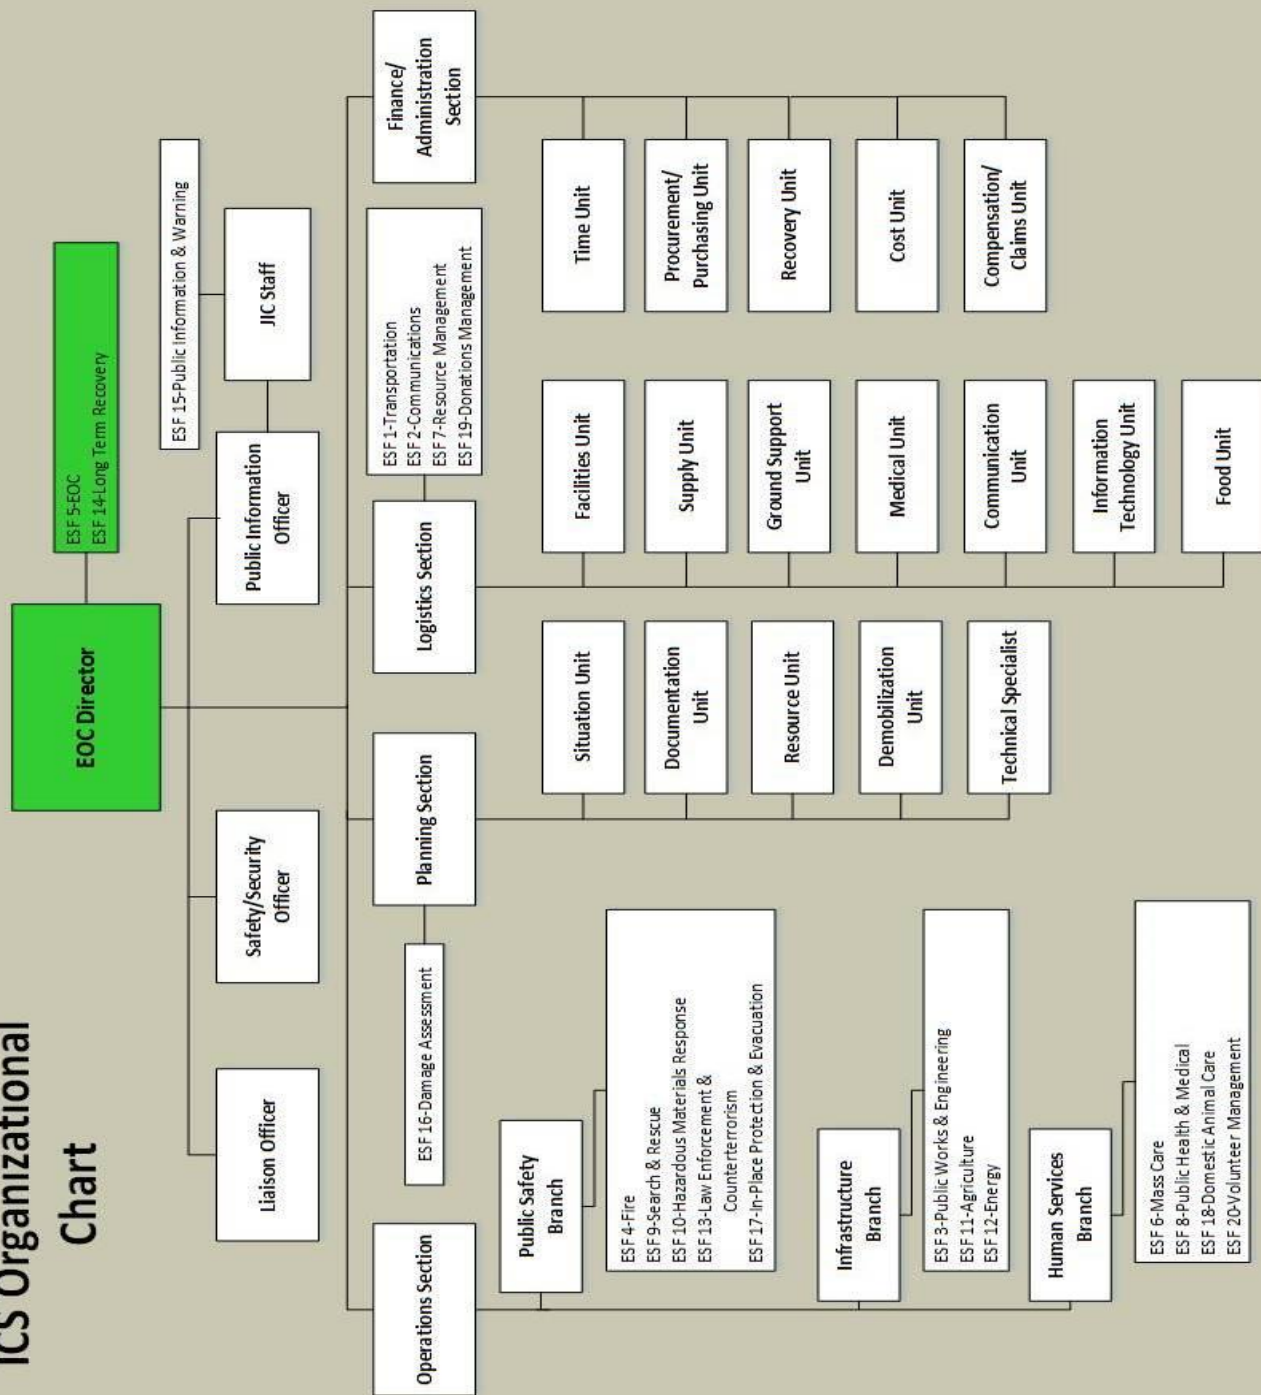 ICS Organizational
Chart
EOC Director
ESF 5-EOC
ESF 14-Long Term Recovery
ESF 15-Public Information & Warning
Liaison Officer
Safety/Security
Officer
Public Information
Officer
JIC Staff
Operations Section
ESF 16-Damage Assessment
Planning Section
Logistics Section
ESF 1-Transportation
ESF 2-Communications
ESF 7-Resource Management
ESF 19-Donations Management
Finance/
Administration
Section
Public Safety
Branch
ESF 4-Fire
ESF 9-Search & Rescue
ESF 10-Hazardous Materials Response
ESF 13-Law Enforcement &
Counterterrorism
ESF 17-In-Place Protection & Evacuation
Infrastructure
Branch
ESF 3-Public Works & Engineering
ESF 11-Agriculture
ESF 12-Energy
Human Services
Branch
ESF 6-Mass Care
ESF 8-Public Health & Medical
ESF 18-Domestic Animal Care
ESF 20-Volunteer Management
Situation Unit
Documentation
Unit
Resource Unit
Demobilization
Unit
Technical Specialist
Facilities Unit
Supply Unit
Ground Support
Unit
Medical Unit
Communication
Unit
Information
Technology Unit
Food Unit
Time Unit
Procurement/
Purchasing Unit
Recovery Unit
Cost Unit
Compensation/
Claims Unit